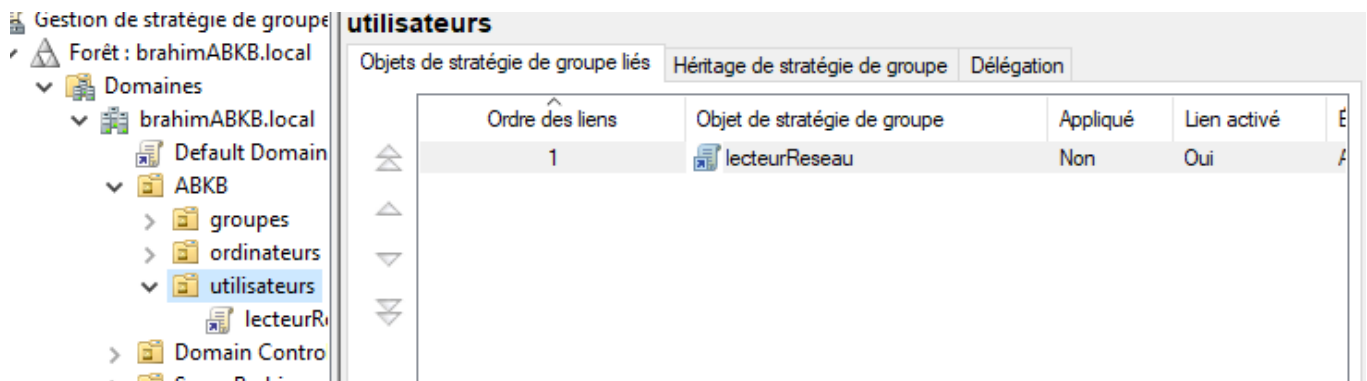 Gestion de stratégie de groupe
Forêt : brahimABKB.local
Domaines
brahimABKB.local
Default Domain
ABKB
groupes
ordinateurs
utilisateurs
lecteurR
Domain Contro
utilisateurs
Objets de stratégie de groupe liés Héritage de stratégie de groupe Délégation
Ordre des liens Objet de stratégie de groupe Appliqué Lien activé
1 lecteurReseau Non Oui